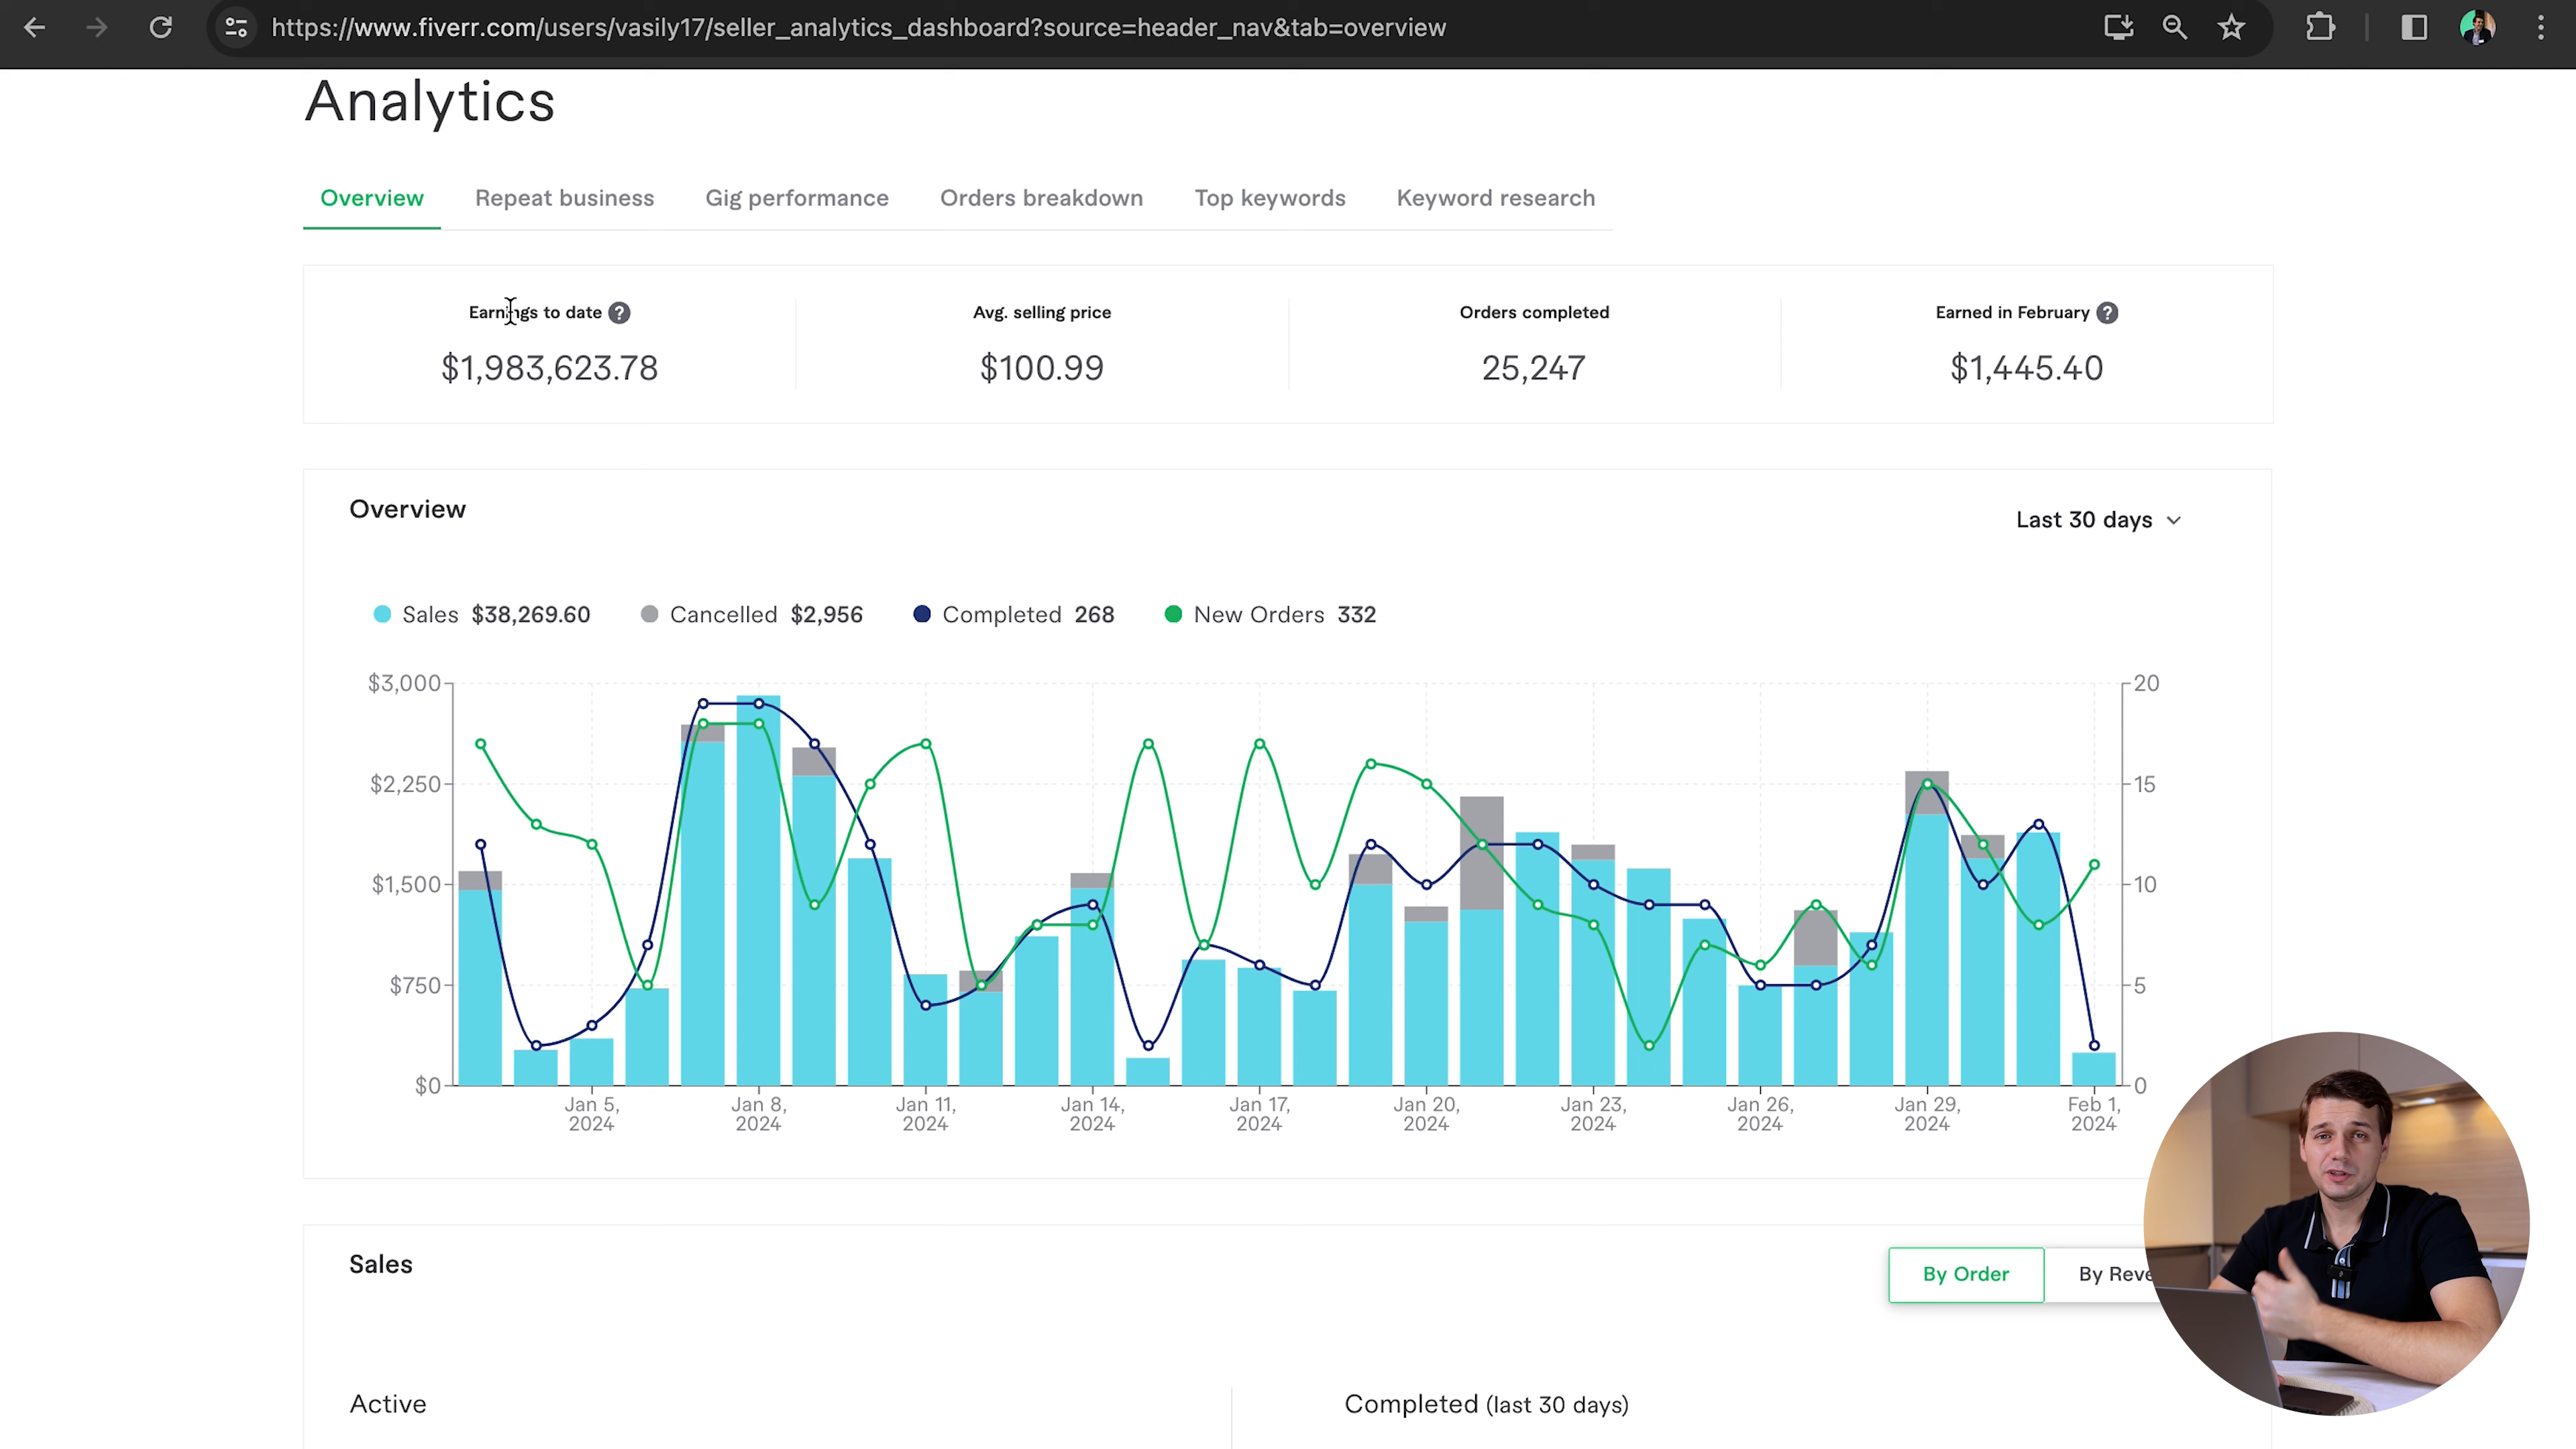 https://www.fiverr.com/users/vasily17/seller_analytics_dashboard?source=header_nav&tab=overview
Analytics
Overview Repeat business Gig performance Orders breakdown Top keywords Keyword research
Earnings to date ? Avg. selling price Orders completed Earned in February ?
$1,983,623.78 $100.99 25,247 $1,445.40
Overview
Last 30 days
Sales $38,269.60 Cancelled $2,956 Completed 268 New Orders 332
$3,000 20
$2,250 15
$1,500 10
$750 5
$0 0
Jan 5, Jan 8, Jan 11, Jan 14, Jan 17, Jan 20, Jan 23, Jan 26, Jan 29, Feb 1,
2024 2024 2024 2024 2024 2024 2024 2024 2024 2024
Sales
By Order By Reve
Active Completed (last 30 days)